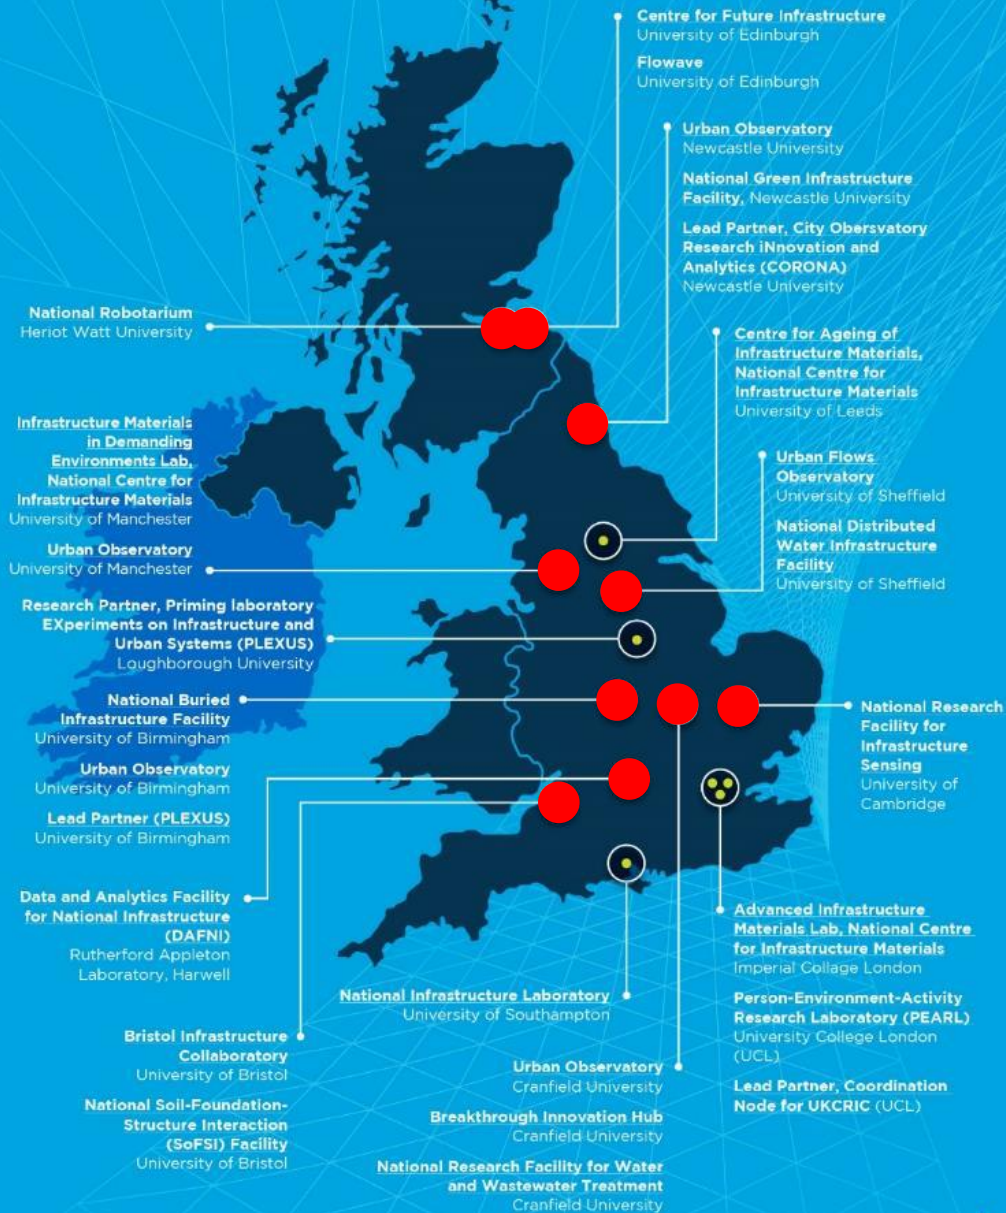 Centre for Future Infrastructure
University of Edinburgh
Flowave
University of Edinburgh
Urban Observatory
Newcastle University
National Green Infrastructure
Facility, Newcastle University
Lead Partner, City Obersvatory
Research iNnovation and
Analytics (CORONA)
Newcastle University
National Robotarium
Heriot Watt University
Centre for Ageing of
Infrastructure Materials,
National Centre for
Infrastructure Materials
University of Leeds
Infrastructure Materials
in Demanding
Environments Lab,
National Centre for
Infrastructure Materials
University of Manchester
Urban Observatory
University of Manchester
Urban Flows
Observatory
University of Sheffield
National Distributed
Water Infrastructure
Facility
University of Sheffield
Research Partner, Priming laboratory
EXperiments on Infrastructure and
Urban Systems (PLEXUS)
Loughborough University
National Buried
Infrastructure Facility
University of Birmingham
Urban Observatory
University of Birmingham
Lead Partner (PLEXUS)
University of Birmingham
National Research
Facility for
Infrastructure
Sensing
University of
Cambridge
Data and Analytics Facility
for National Infrastructure
(DAFNI)
Rutherford Appleton
Laboratory, Harwell
Advanced Infrastructure
Materials Lab, National Centre
for Infrastructure Materials
Imperial Collage London
Person-Environment-Activity
Research Laboratory (PEARL)
University College London
(UCL)
Lead Partner, Coordination
Node for UKCRIC (UCL)
National Infrastructure Laboratory
University of Southampton
Bristol Infrastructure
Collaboratory
University of Bristol
National Soil-Foundation-
Structure Interaction
(SoFSI) Facility
University of Bristol
Urban Observatory
Cranfield University
Breakthrough Innovation Hub
Cranfield University
National Research Facility for Water
and Wastewater Treatment
Cranfield University